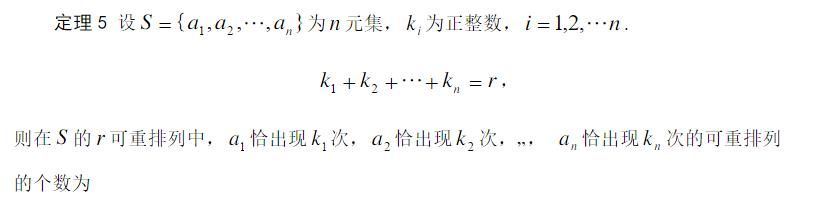 定理 5 设 S = {a₁,a₂,⋯,aₙ} 为 n 元集，kᵢ 为正整数，i = 1,2,⋯n .
k₁ + k₂ + ⋯ + kₙ = r ，
则在 S 的 r 可重排列中，a₁ 恰出现 k₁ 次，a₂ 恰出现 k₂ 次，„， aₙ 恰出现 kₙ 次的可重排列
的个数为